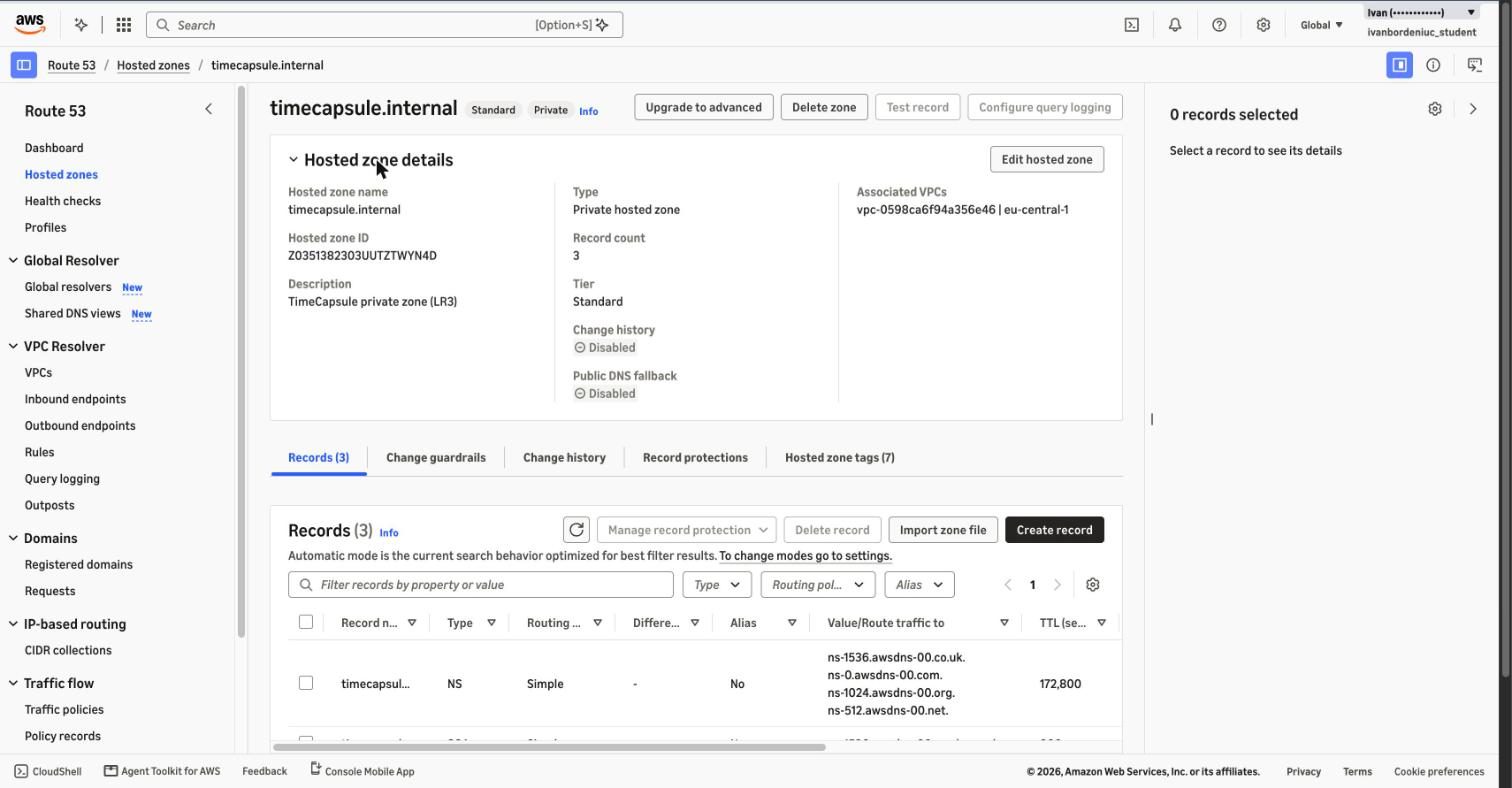 aws
Search
[Option+S]
Global
Ivan (••••••••••••)
ivanbordeniuc_student
Route 53 / Hosted zones / timecapsule.internal
Route 53
Dashboard
Hosted zones
Health checks
Profiles
Global Resolver
Global resolvers New
Shared DNS views New
VPC Resolver
VPCs
Inbound endpoints
Outbound endpoints
Rules
Query logging
Outposts
Domains
Registered domains
Requests
IP-based routing
CIDR collections
Traffic flow
Traffic policies
Policy records
timecapsule.internal Standard Private Info
Upgrade to advanced
Delete zone
Test record
Configure query logging
Hosted zone details
Edit hosted zone
Hosted zone name
timecapsule.internal
Hosted zone ID
Z0351382303UUTZTWYN4D
Description
TimeCapsule private zone (LR3)
Type
Private hosted zone
Record count
3
Tier
Standard
Change history
Disabled
Public DNS fallback
Disabled
Associated VPCs
vpc-0598ca6f94a356e46 | eu-central-1
Records (3)
Change guardrails
Change history
Record protections
Hosted zone tags (7)
Records (3) Info
Manage record protection
Delete record
Import zone file
Create record
Automatic mode is the current search behavior optimized for best filter results. To change modes go to settings.
Filter records by property or value
Type
Routing pol...
Alias
1
Record n... Type Routing ... Differe... Alias Value/Route traffic to TTL (se...
timecapsul... NS Simple - No
ns-1536.awsdns-00.co.uk.
ns-0.awsdns-00.com.
ns-1024.awsdns-00.org.
ns-512.awsdns-00.net.
172,800
0 records selected
Select a record to see its details
CloudShell
Agent Toolkit for AWS
Feedback
Console Mobile App
© 2026, Amazon Web Services, Inc. or its affiliates.
Privacy
Terms
Cookie preferences